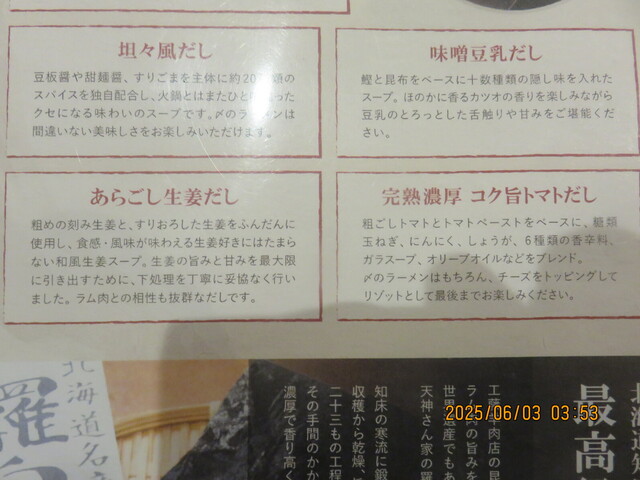 坦々風だし
豆板醤や甜麺醤、すりごまを主体に約20 類の
スパイスを独自配合し、火鍋とはまたひと った
クセになる味わいのスープです。〆のラーメンは
間違いない美味しさをお楽しみいただけます。
味噌豆乳だし
鰹と昆布をベースに十数種類の隠し味を入れた
スープ。ほのかに香るカツオの香りを楽しみながら
豆乳のとろっとした舌触りや甘みをご堪能くだ
さい。
あらごし生姜だし
粗めの刻み生姜と、すりおろした生姜をふんだんに
使用し、食感・風味が味わえる生姜好きにはたまら
ない和風生姜スープ。生姜の旨みと甘みを最大限
に引き出すために、下処理を丁寧に妥協なく行い
ました。ラム肉との相性も抜群なだしです。
完熟濃厚 コク旨トマトだし
粗ごしトマトとトマトペーストをベースに、糖類
玉ねぎ、にんにく、しょうが、6種類の香辛料、
ガラスープ、オリーブオイルなどをブレンド。
〆のラーメンはもちろん、チーズをトッピングして
リゾットとして最後までお楽しみください。
最高
工藤羊肉店の昆
ラム肉の旨みを
世界遺産でもあ
天神さん家の羅
知床の寒流に鍛
収穫から乾燥、
二十三もの工程
その手間のかか
濃厚で香り高く
北海道名
羅
2025/06/03 03:53